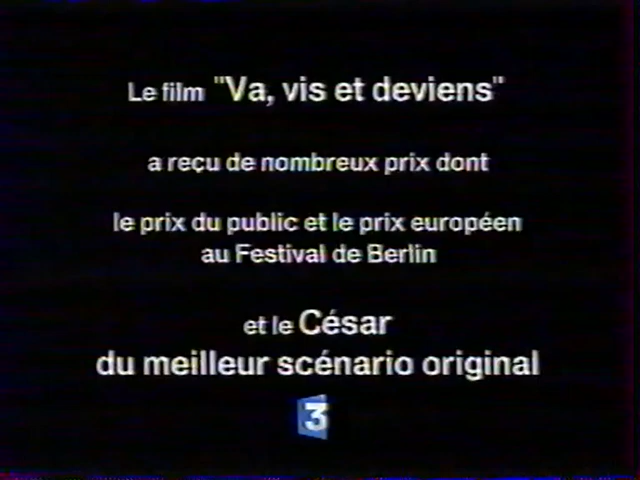 Le film "Va, vis et deviens"
a reçu de nombreux prix dont
le prix du public et le prix européen
au Festival de Berlin
et le César
du meilleur scénario original
3